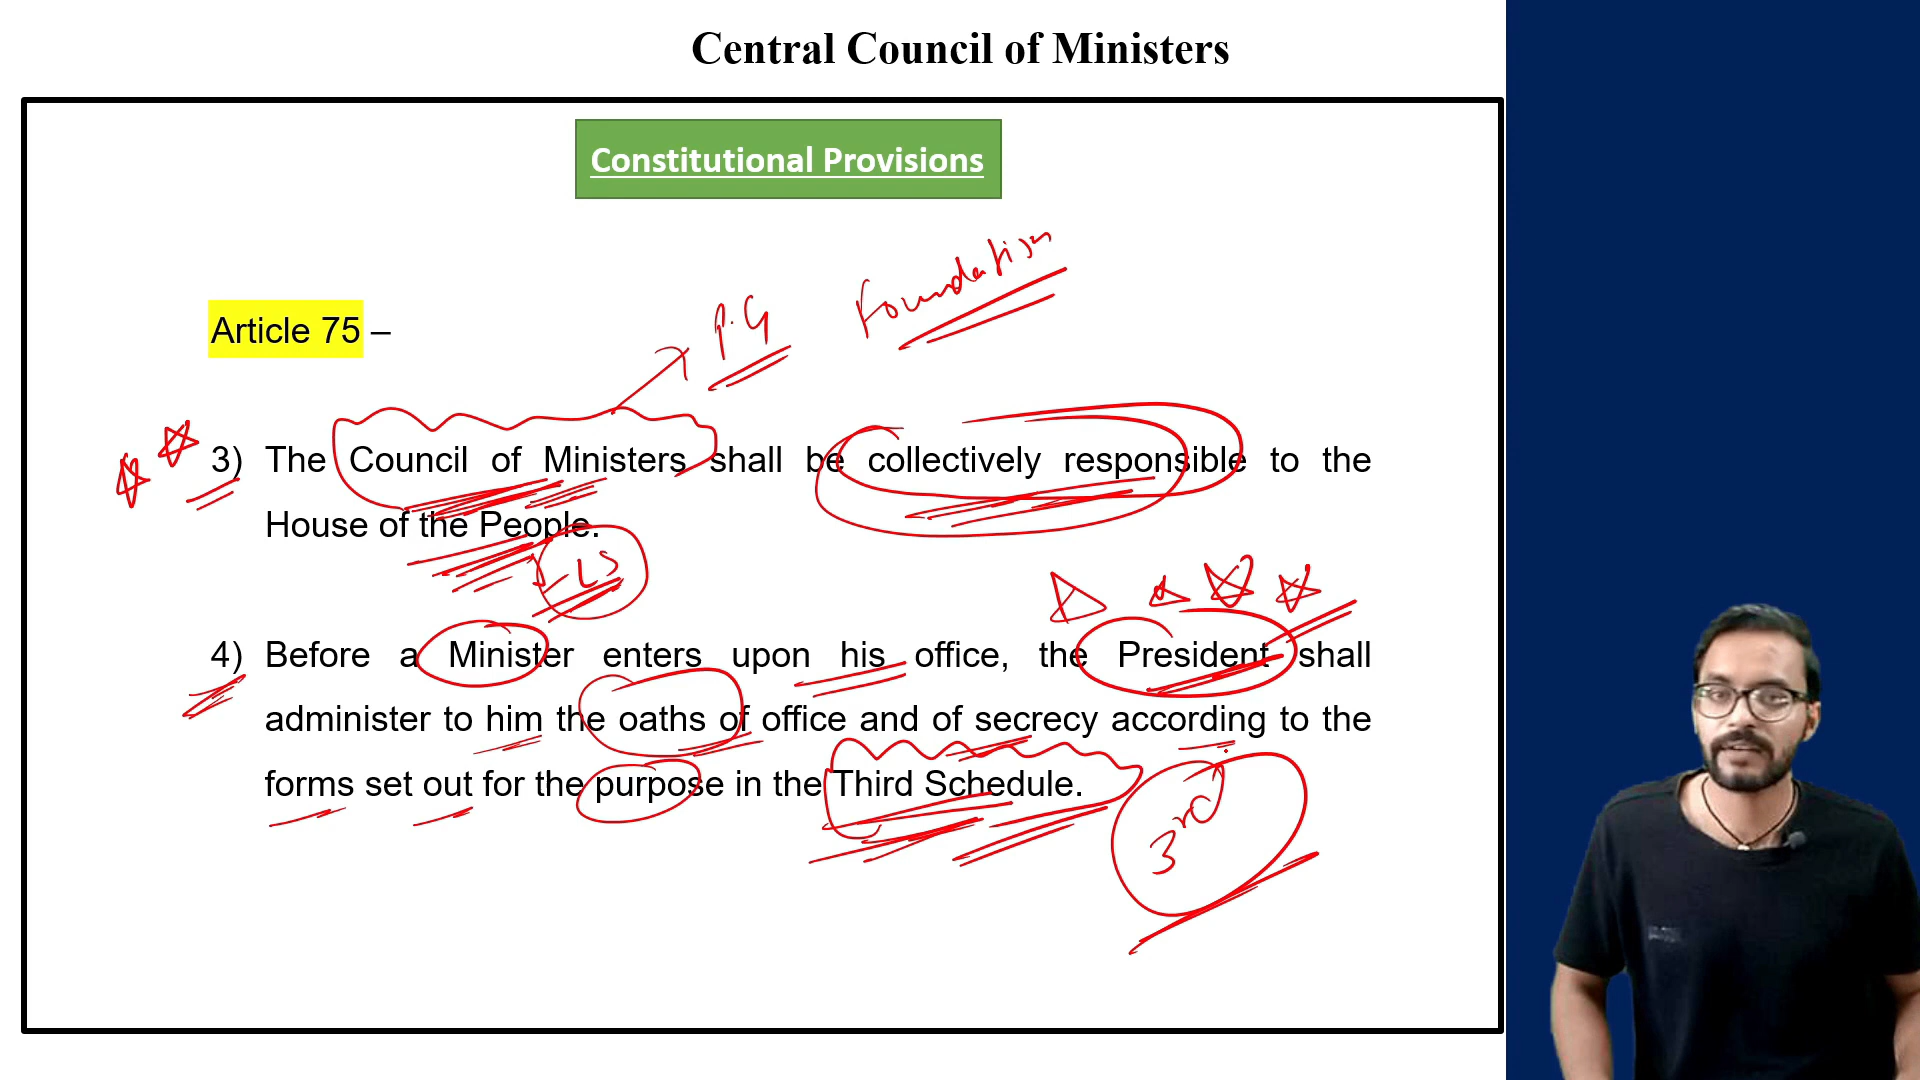 Central Council of Ministers
Constitutional Provisions
Foundation
P.G
Article 75 –
3) The Council of Ministers shall be collectively responsible to the
House of the People.
LS
4) Before a Minister enters upon his office, the President shall
administer to him the oaths of office and of secrecy according to the
forms set out for the purpose in the Third Schedule.
3rd